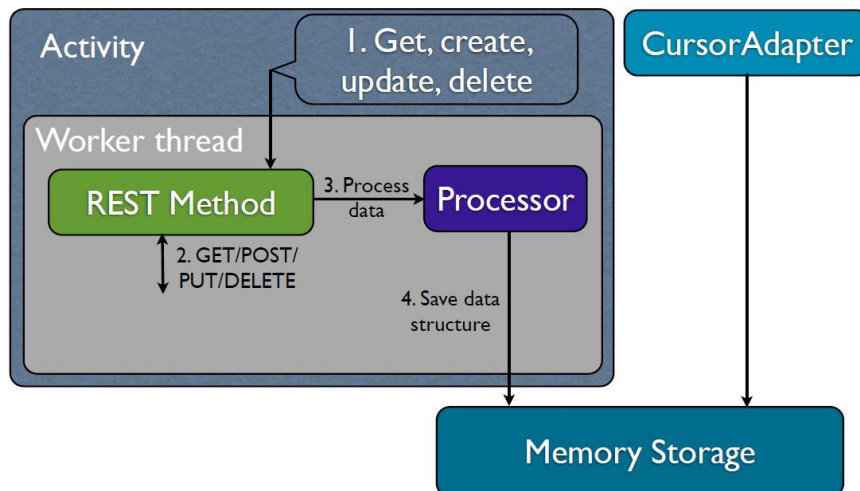 Activity
1. Get, create,
update, delete
CursorAdapter
Worker thread
REST Method
3. Process
data
Processor
2. GET/POST/
PUT/DELETE
4. Save data
structure
Memory Storage